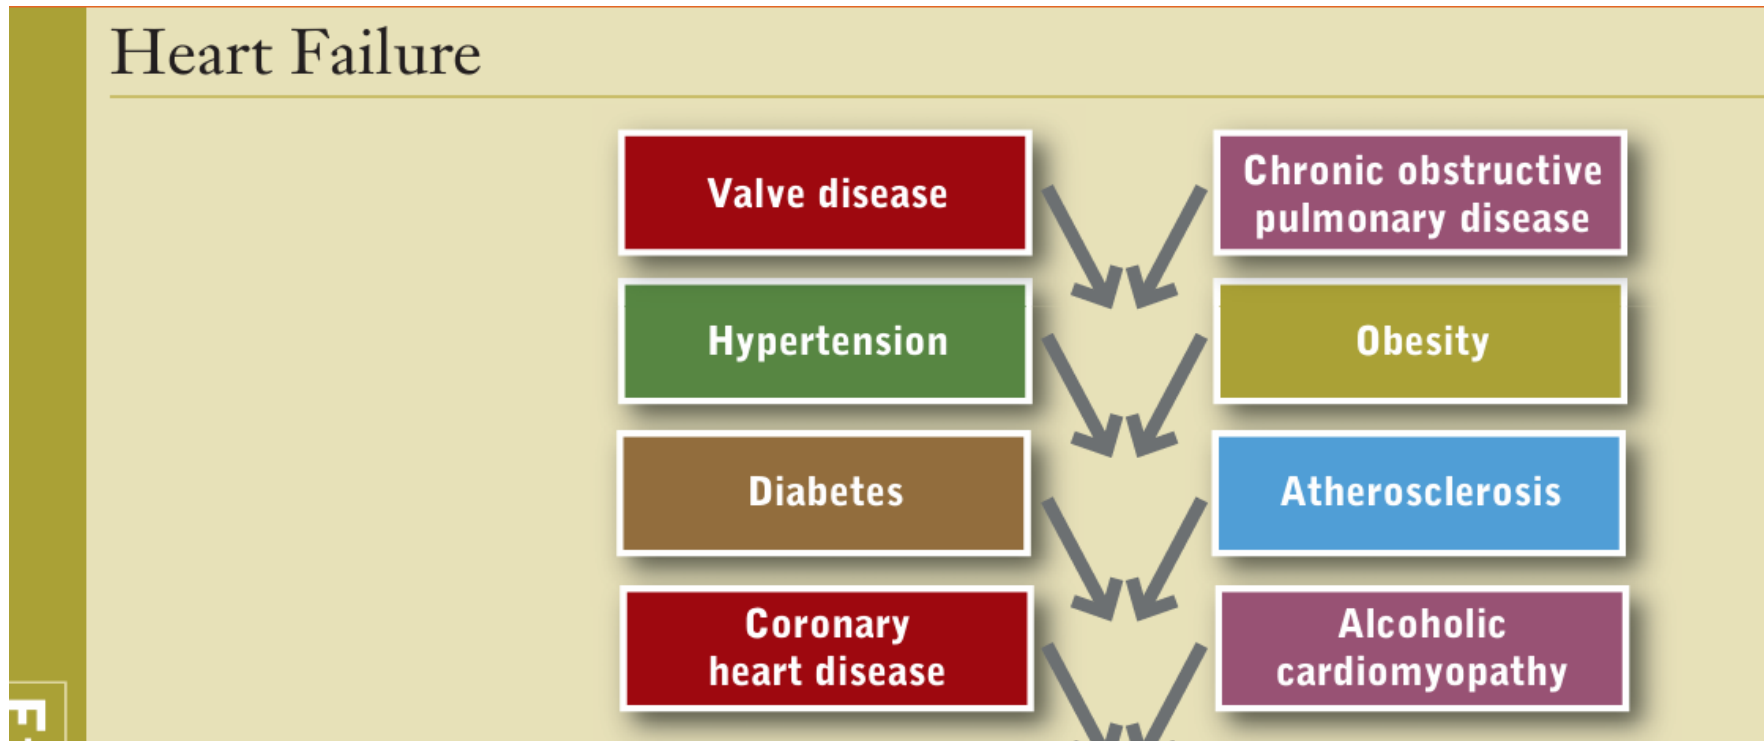 Heart Failure
Valve disease
Chronic obstructive
pulmonary disease
Hypertension
Obesity
Diabetes
Atherosclerosis
Coronary
heart disease
Alcoholic
cardiomyopathy